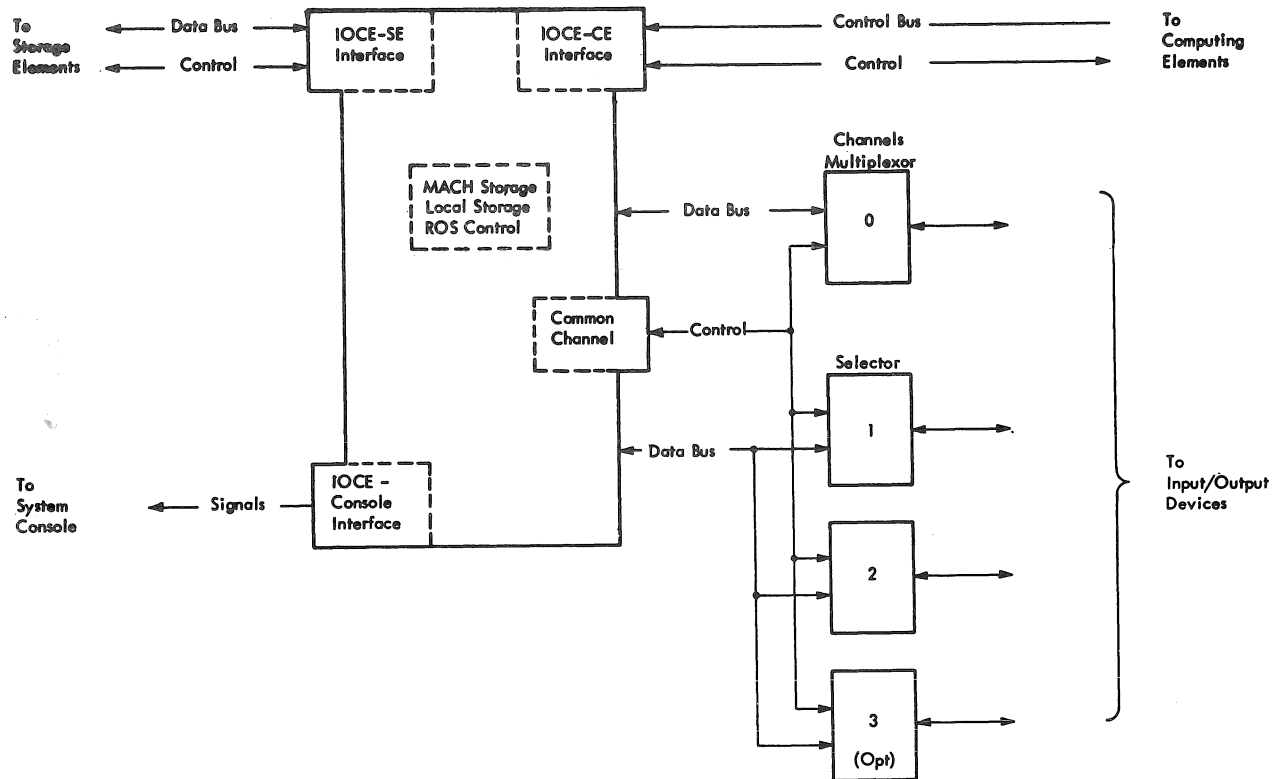 To
Storage
Elements
Data Bus
Control
IOCE-SE
Interface
IOCE-CE
Interface
Control Bus
Control
To
Computing
Elements
MACH Storage
Local Storage
ROS Control
Channels
Multiplexor
Data Bus
0
Common
Channel
Control
Selector
1
Data Bus
To
System
Console
Signals
IOCE -
Console
Interface
2
3
(Opt)
To
Input/Output
Devices